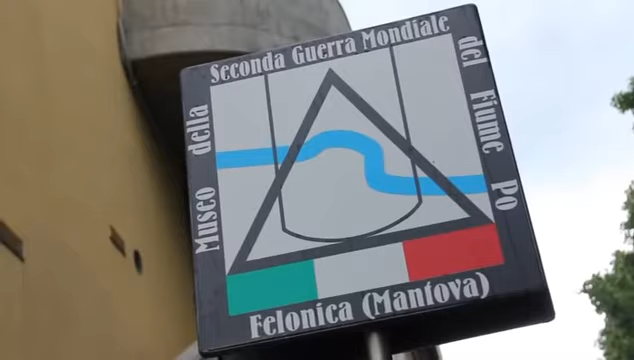 Museo della
Seconda Guerra Mondiale
del Fiume Po
Felonica (Mantova)